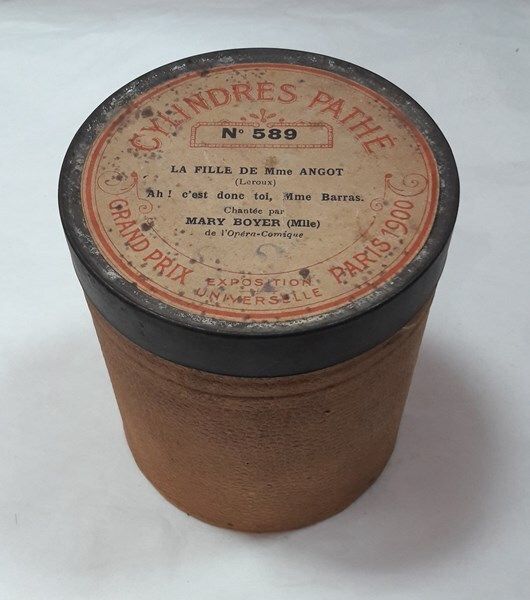 CYLINDRES PATHÉ
N° 589
LA FILLE DE Mme ANGOT
(Leroux)
Ah! c'est donc toi, Mme Barras.
Chantée par
MARY BOYER (Mlle)
de l'Opéra-Comique
GRAND PRIX
EXPOSITION
UNIVERSELLE
PARIS 1900